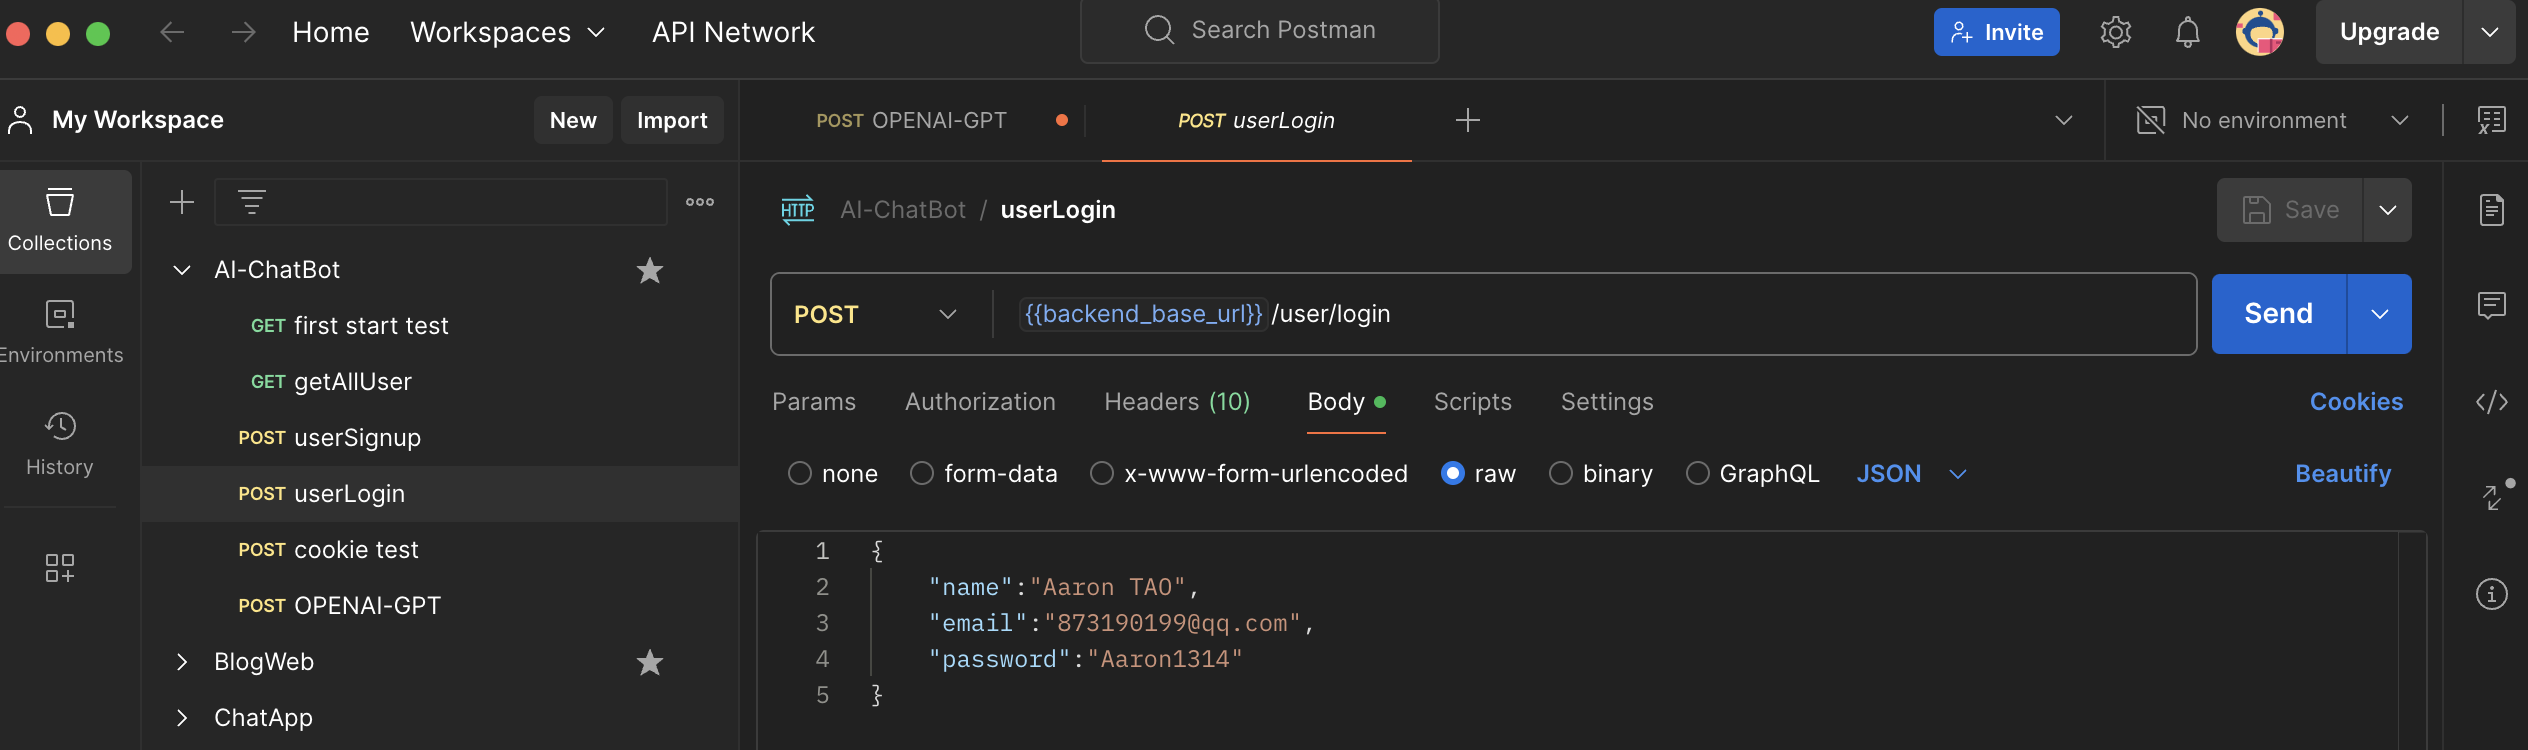 Home Workspaces API Network Search Postman Invite Upgrade
My Workspace New Import POST OPENAI-GPT POST userLogin No environment
Collections
Environments
History
AI-ChatBot
GET first start test
GET getAllUser
POST userSignup
POST userLogin
POST cookie test
POST OPENAI-GPT
BlogWeb
ChatApp
HTTP AI-ChatBot / userLogin Save
POST {{backend_base_url}}/user/login Send
Params Authorization Headers (10) Body Scripts Settings Cookies
none form-data x-www-form-urlencoded raw binary GraphQL JSON Beautify
1 {
2 "name":"Aaron TAO",
3 "email":"873190199@qq.com",
4 "password":"Aaron1314"
5 }